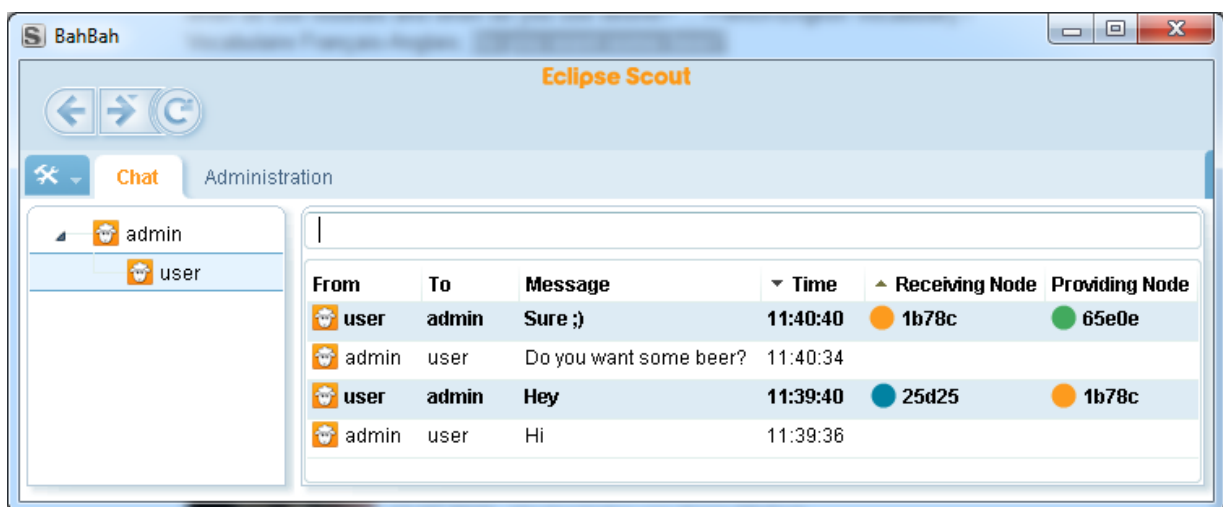 BahBah
Eclipse Scout
Chat Administration
admin
user
From To Message Time Receiving Node Providing Node
user admin Sure ;) 11:40:40 1b78c 65e0e
admin user Do you want some beer? 11:40:34
user admin Hey 11:39:40 25d25 1b78c
admin user Hi 11:39:36